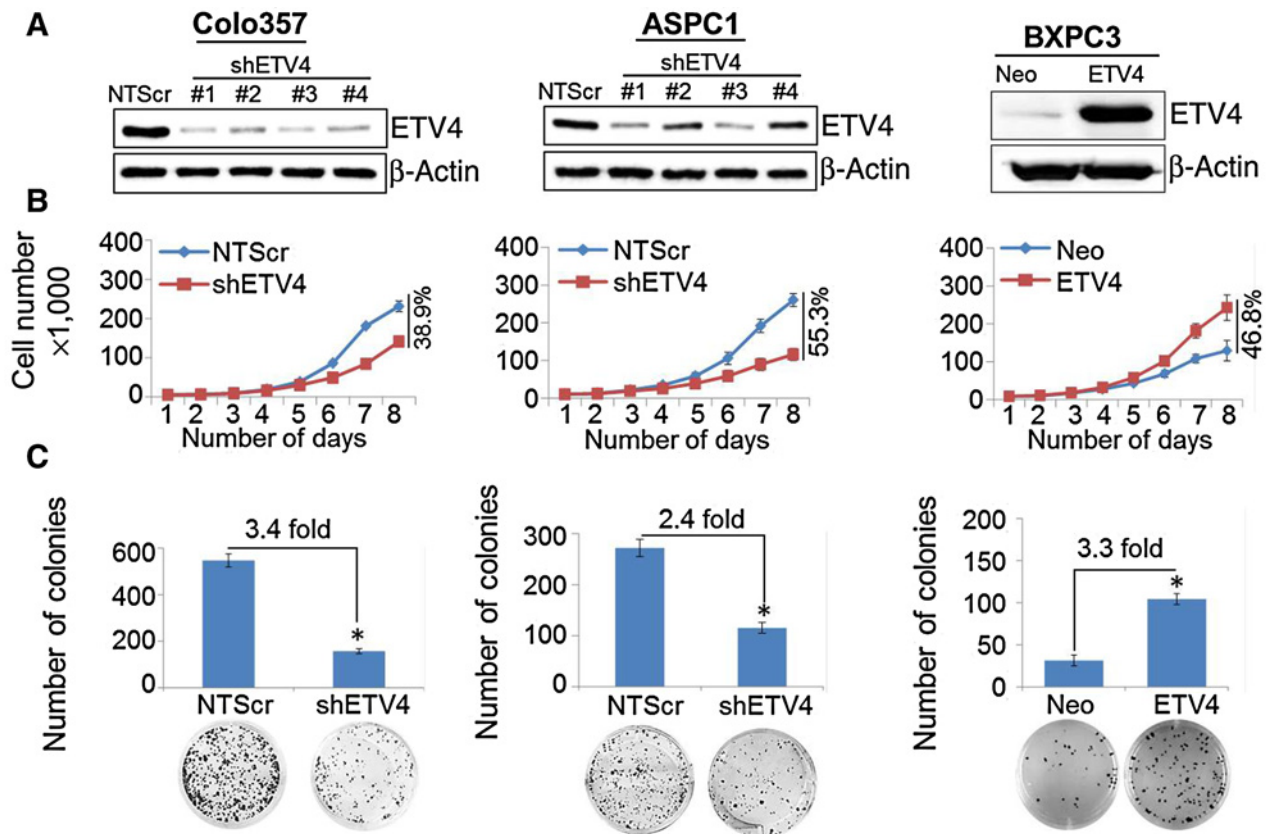 A
Colo357
shETV4
NTScr #1 #2 #3 #4
ETV4
β-Actin
ASPC1
shETV4
NTScr #1 #2 #3 #4
ETV4
β-Actin
BXPC3
Neo ETV4
ETV4
β-Actin
B
Cell number
×1,000
400
300
200
100
0
NTScr
shETV4
38.9%
1 2 3 4 5 6 7 8
Number of days
400
300
200
100
0
NTScr
shETV4
55.3%
1 2 3 4 5 6 7 8
Number of days
400
300
200
100
0
Neo
ETV4
46.8%
1 2 3 4 5 6 7 8
Number of days
C
Number of colonies
600
400
200
0
3.4 fold
*
NTScr shETV4
Number of colonies
300
200
100
0
2.4 fold
*
NTScr shETV4
Number of colonies
200
150
100
50
0
3.3 fold
*
Neo ETV4